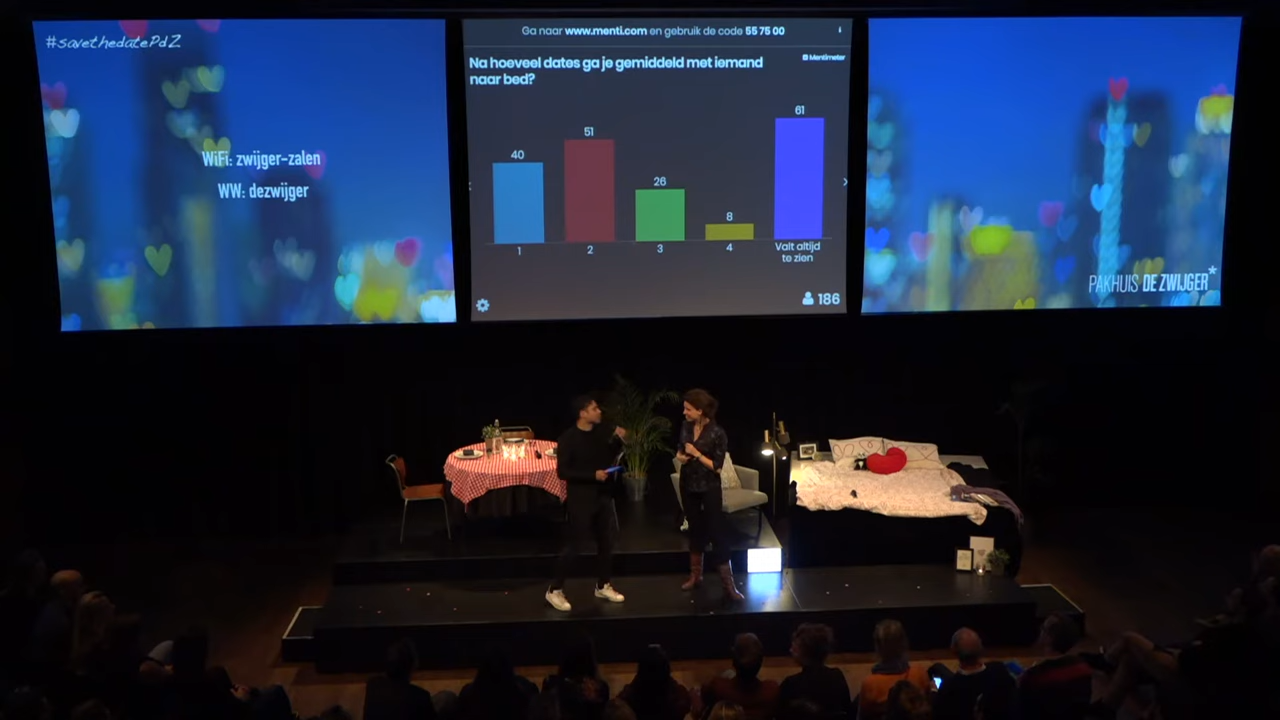 #savethedatePdZ
WiFi: zwijger-zalen
WW: dezwijger
Ga naar www.menti.com en gebruik de code 55 75 00
Mentimeter
Na hoeveel dates ga je gemiddeld met iemand
naar bed?
40
51
26
8
61
1
2
3
4
Valt altijd
te zien
186
PAKHUIS DE ZWIJGER*